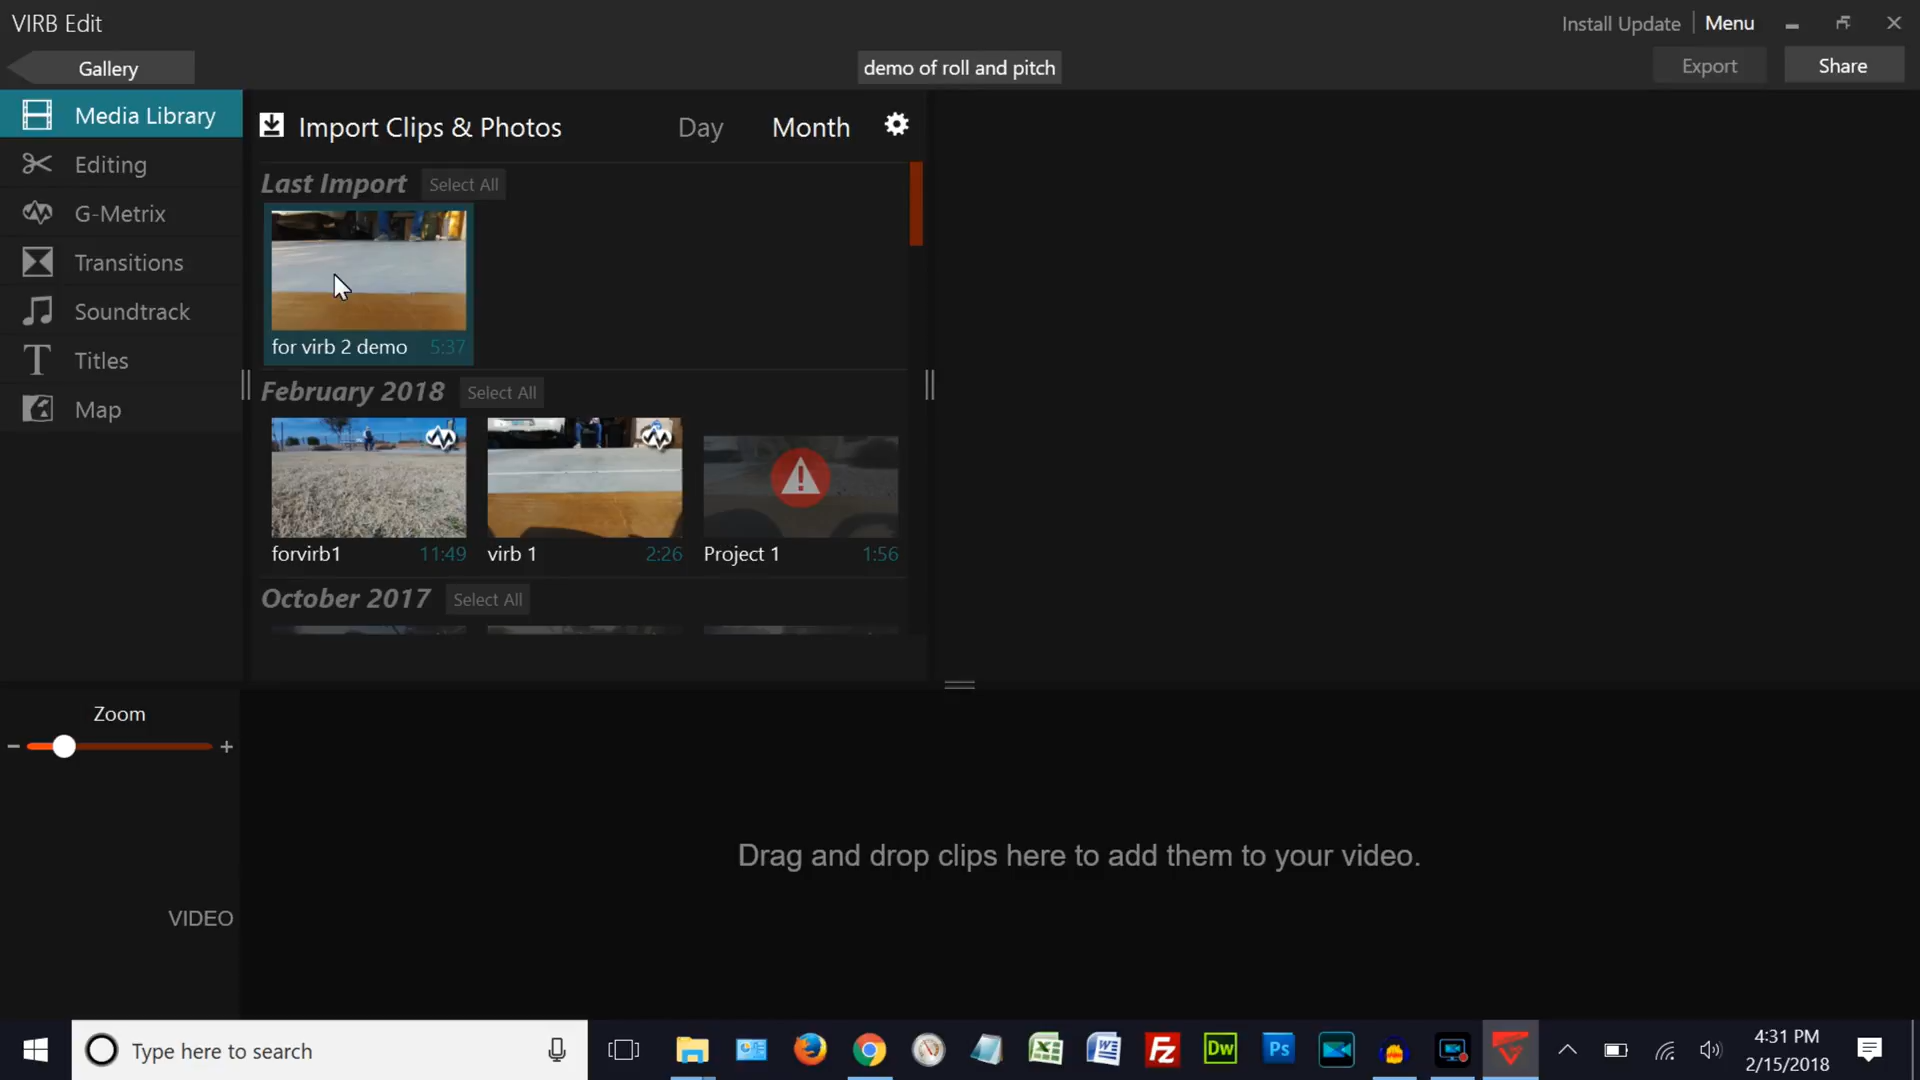 VIRB Edit
Install Update
Menu
Gallery
demo of roll and pitch
Export
Share
Media Library
Import Clips & Photos
Day
Month
Editing
Last Import
Select All
G-Metrix
Transitions
Soundtrack
for virb 2 demo 5:37
Titles
February 2018
Select All
Map
forvirb1 11:49
virb 1 2:26
Project 1 1:56
October 2017
Select All
Zoom
Drag and drop clips here to add them to your video.
VIDEO
Type here to search
Fz
Dw
Ps
4:31 PM
2/15/2018